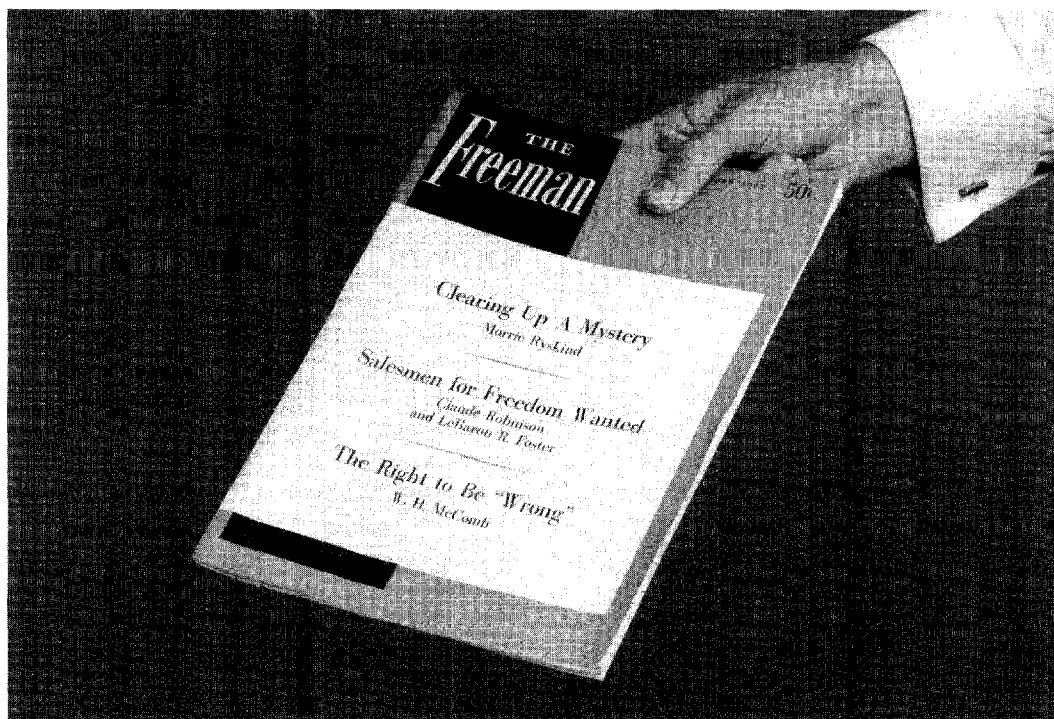 THE
Freeman
50¢
Clearing Up A Mystery
Morrie Ryskind
Salesmen for Freedom Wanted
Claude Robinson
and LeBaron R. Foster
The Right to Be "Wrong"
W. H. McComb